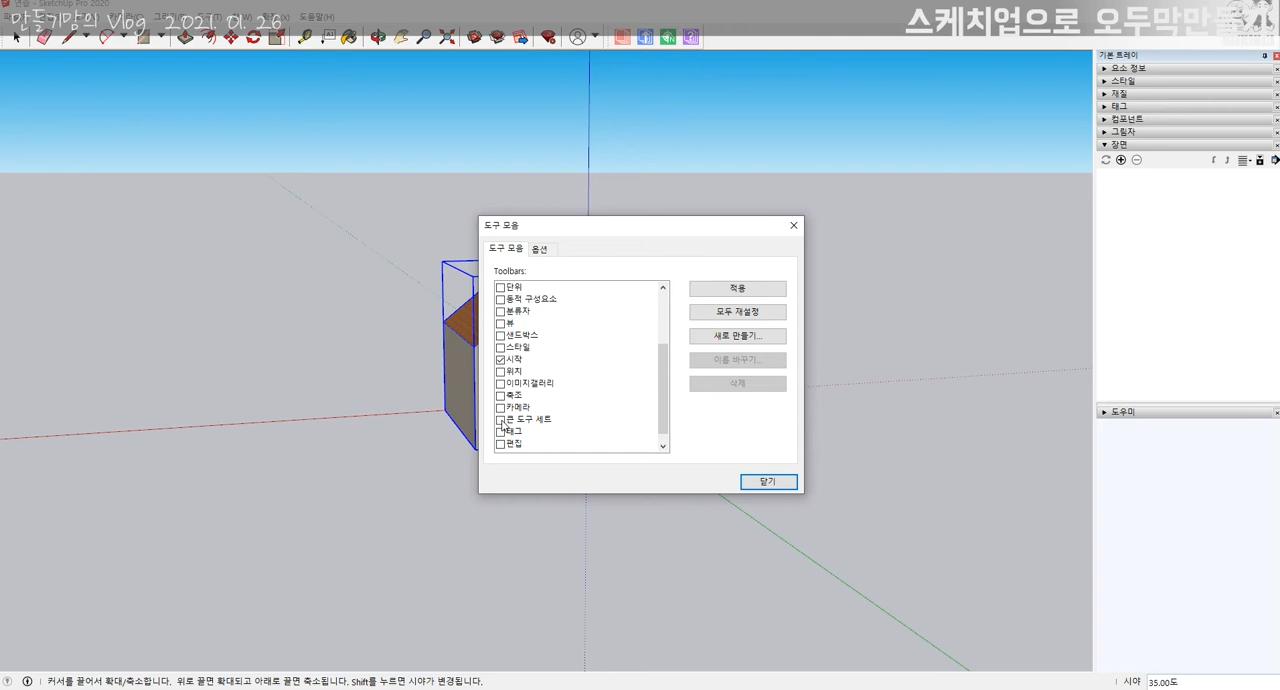 연습 - SketchUp Pro 2020
만들기맘의 Vlog 2021. 01. 26
스케치업으로 오두막만들기
도움말(H)
기본 트레이
요소 정보
스타일
재질
태그
컴포넌트
그림자
장면
도구 모음
도구 모음 옵션
Toolbars:
단위
동적 구성요소
분류자
뷰
샌드박스
스타일
시작
위치
이미지갤러리
축조
카메라
큰 도구 세트
태그
편집
적용
모두 재설정
새로 만들기...
이름 바꾸기...
삭제
닫기
도우미
커서를 끌어서 확대/축소합니다. 위로 끌면 확대되고 아래로 끌면 축소됩니다. Shift를 누르면 시야가 변경됩니다.
시야 35.00도